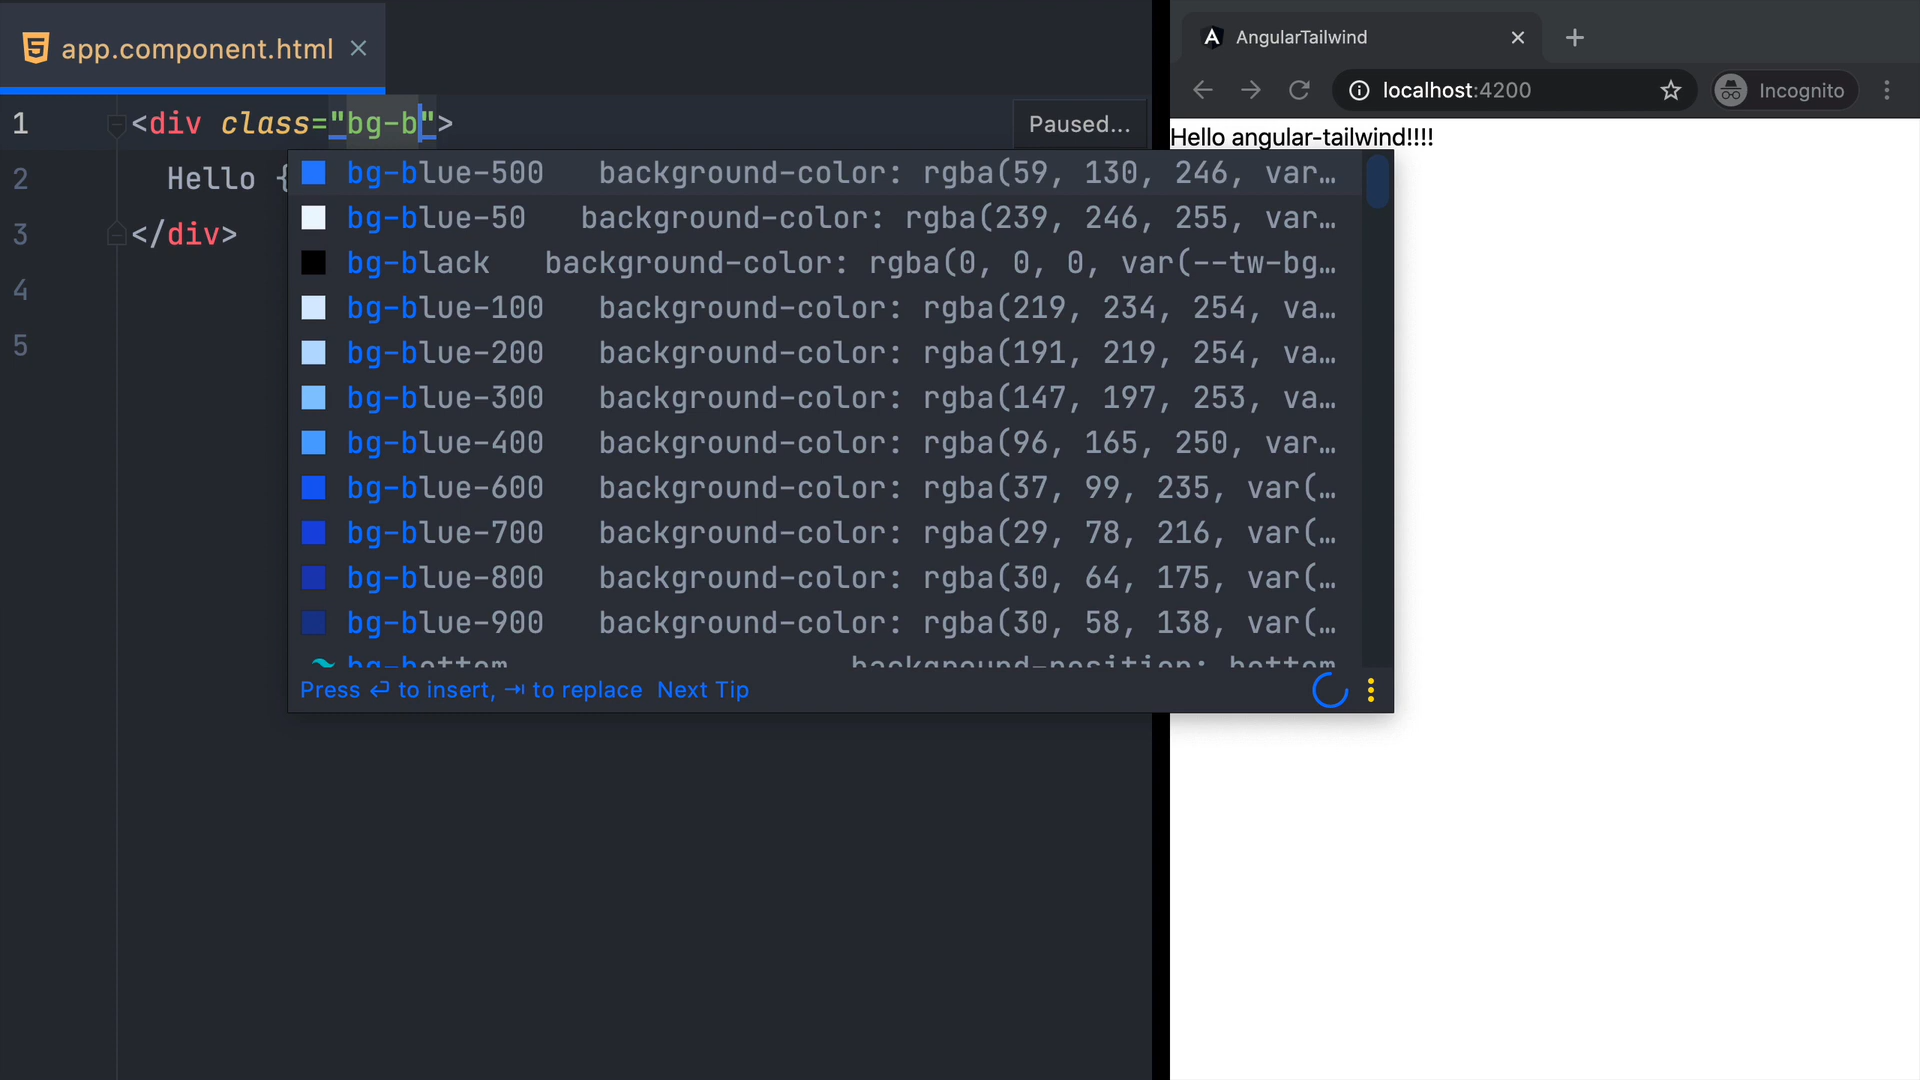 app.component.html
1 <div class="bg-b">
Paused...
2 Hello {
3 </div>
4
5
bg-blue-500 background-color: rgba(59, 130, 246, var…
bg-blue-50 background-color: rgba(239, 246, 255, var…
bg-black background-color: rgba(0, 0, 0, var(--tw-bg…
bg-blue-100 background-color: rgba(219, 234, 254, va…
bg-blue-200 background-color: rgba(191, 219, 254, va…
bg-blue-300 background-color: rgba(147, 197, 253, va…
bg-blue-400 background-color: rgba(96, 165, 250, var…
bg-blue-600 background-color: rgba(37, 99, 235, var(…
bg-blue-700 background-color: rgba(29, 78, 216, var(…
bg-blue-800 background-color: rgba(30, 64, 175, var(…
bg-blue-900 background-color: rgba(30, 58, 138, var(…
bg-bottom background-position: bottom
Press ⏎ to insert, ⇥ to replace Next Tip
AngularTailwind
localhost:4200
Incognito
Hello angular-tailwind!!!!